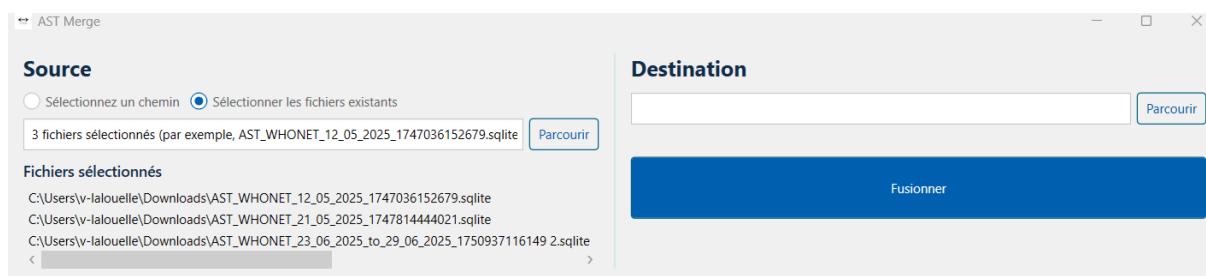 AST Merge
Source
Sélectionnez un chemin Sélectionner les fichiers existants
3 fichiers sélectionnés (par exemple, AST_WHONET_12_05_2025_1747036152679.sqlite
Parcourir
Fichiers sélectionnés
C:\Users\v-lalouelle\Downloads\AST_WHONET_12_05_2025_1747036152679.sqlite
C:\Users\v-lalouelle\Downloads\AST_WHONET_21_05_2025_1747814444021.sqlite
C:\Users\v-lalouelle\Downloads\AST_WHONET_23_06_2025_to_29_06_2025_1750937116149 2.sqlite
Destination
Parcourir
Fusionner